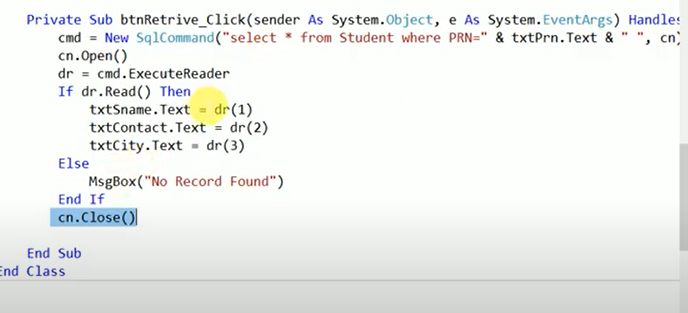 Private Sub btnRetrive_Click(sender As System.Object, e As System.EventArgs) Handles
cmd = New SqlCommand("select * from Student where PRN=" & txtPrn.Text & " ", cn)
cn.Open()
dr = cmd.ExecuteReader
If dr.Read() Then
txtSname.Text = dr(1)
txtContact.Text = dr(2)
txtCity.Text = dr(3)
Else
MsgBox("No Record Found")
End If
cn.Close()
End Sub
End Class